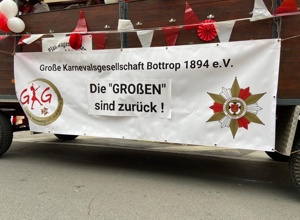 Große Karnevalsgesellschaft Bottrop 1894 e.V.
GKG
Die "GROßEN"
sind zurück !